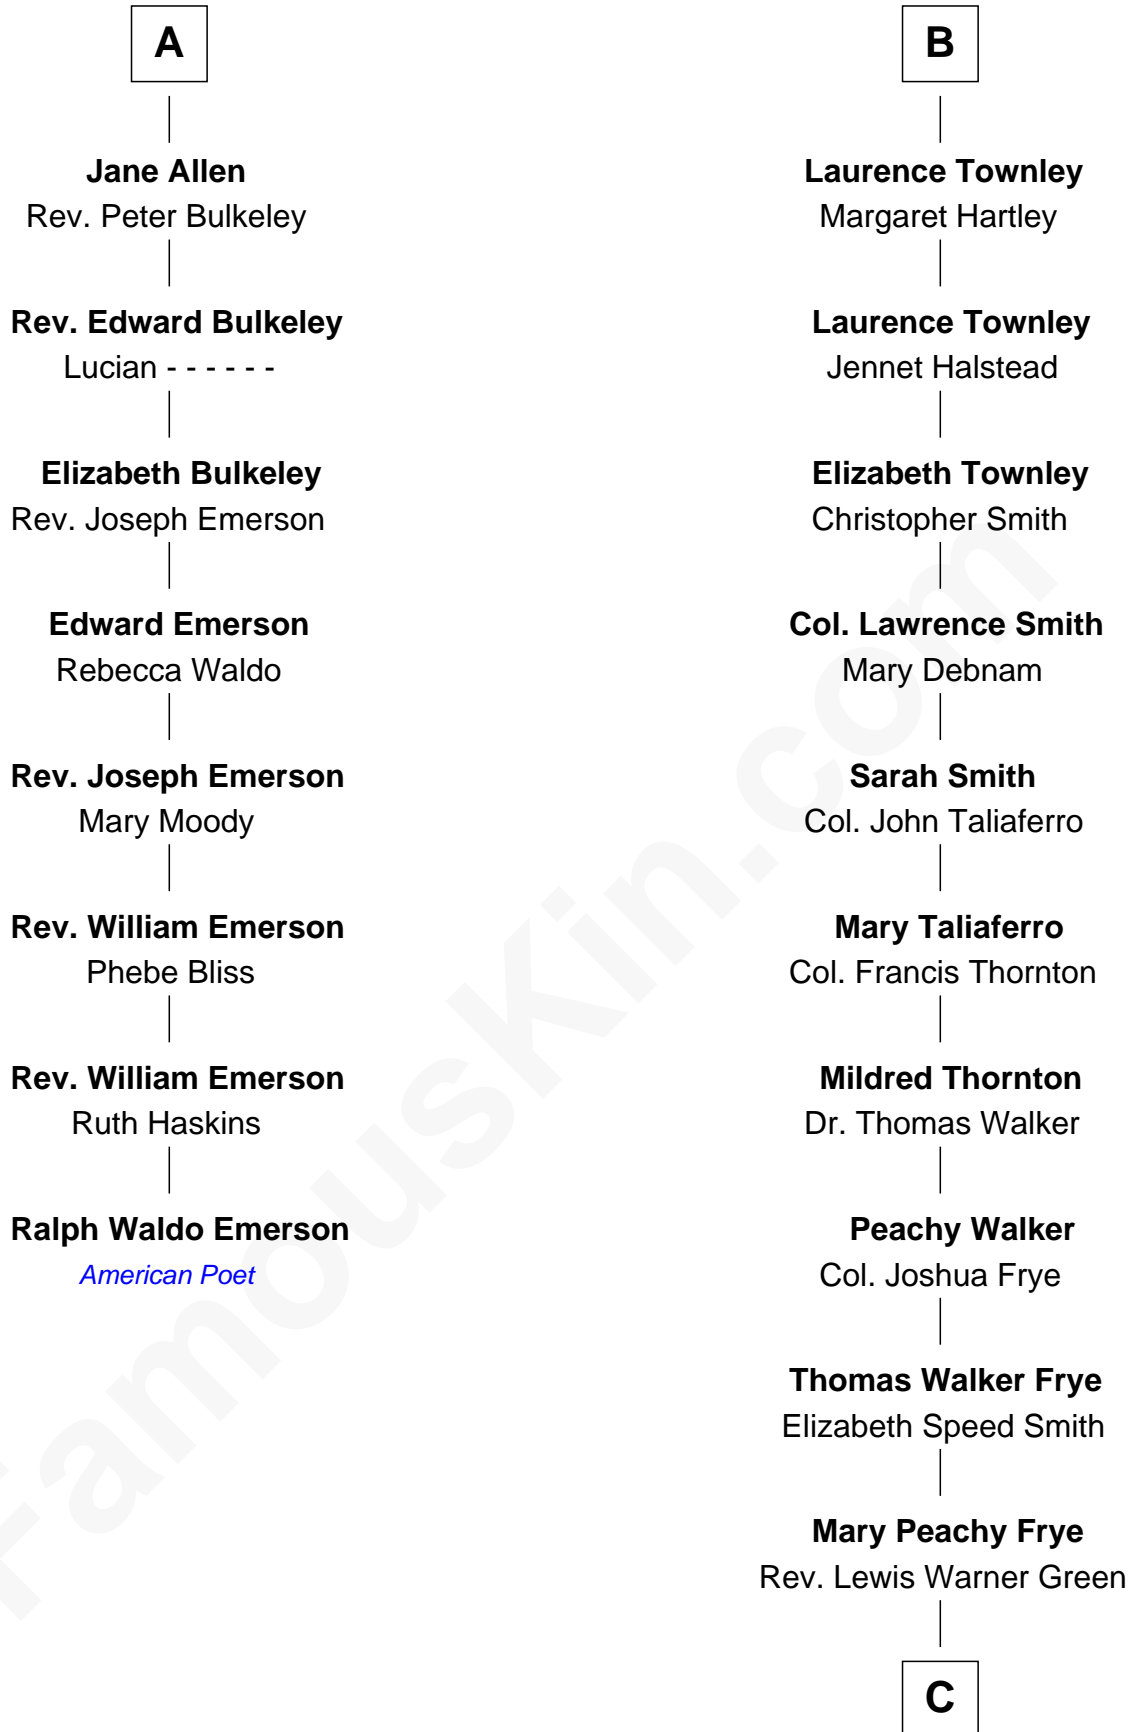 A
Jane Allen
Rev. Peter Bulkeley
Rev. Edward Bulkeley
Lucian - - - - - -
Elizabeth Bulkeley
Rev. Joseph Emerson
Edward Emerson
Rebecca Waldo
Rev. Joseph Emerson
Mary Moody
Rev. William Emerson
Phebe Bliss
Rev. William Emerson
Ruth Haskins
Ralph Waldo Emerson
American Poet
B
Laurence Townley
Margaret Hartley
Laurence Townley
Jennet Halstead
Elizabeth Townley
Christopher Smith
Col. Lawrence Smith
Mary Debnam
Sarah Smith
Col. John Taliaferro
Mary Taliaferro
Col. Francis Thornton
Mildred Thornton
Dr. Thomas Walker
Peachy Walker
Col. Joshua Frye
Thomas Walker Frye
Elizabeth Speed Smith
Mary Peachy Frye
Rev. Lewis Warner Green
C
FamousKin.com